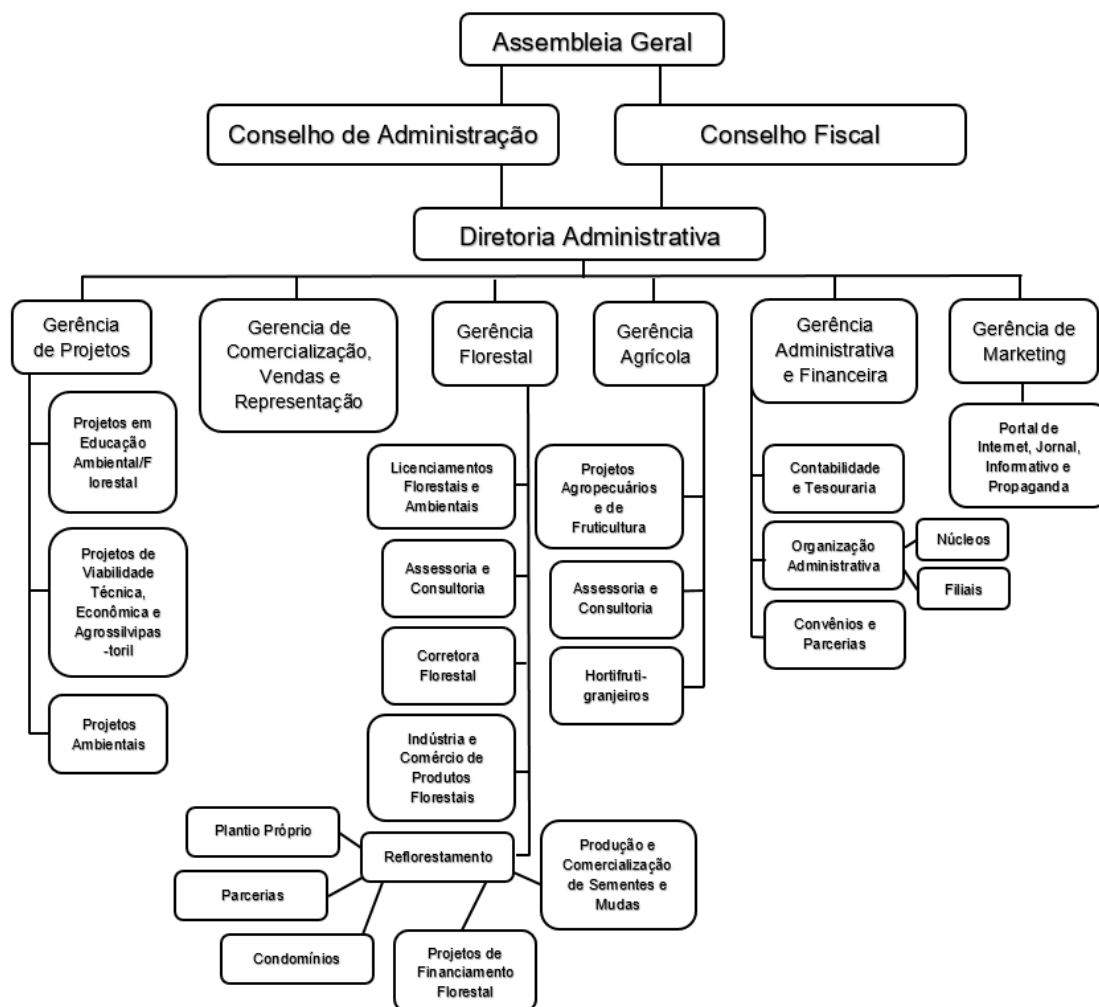 Assembleia Geral
Conselho de Administração
Conselho Fiscal
Diretoria Administrativa
Gerência
de Projetos
Gerencia de
Comercialização,
Vendas e
Representação
Gerência
Florestal
Gerência
Agrícola
Gerência
Administrativa
e Financeira
Gerência de
Marketing
Projetos em
Educação
Ambiental/F
lorestal
Projetos de
Viabilidade
Técnica,
Econômica e
Agrossilvipas
-toril
Projetos
Ambientais
Licenciamentos
Florestais e
Ambientais
Assessoria e
Consultoria
Corretora
Florestal
Indústria e
Comércio de
Produtos
Florestais
Reflorestamento
Plantio Próprio
Parcerias
Condomínios
Projetos de
Financiamento
Florestal
Produção e
Comercialização
de Sementes e
Mudas
Projetos
Agropecuários
e de
Fruticultura
Assessoria e
Consultoria
Hortifruti-
granjeiros
Contabilidade
e Tesouraria
Organização
Administrativa
Núcleos
Filiais
Convênios e
Parcerias
Portal de
Internet, Jornal,
Informativo e
Propaganda